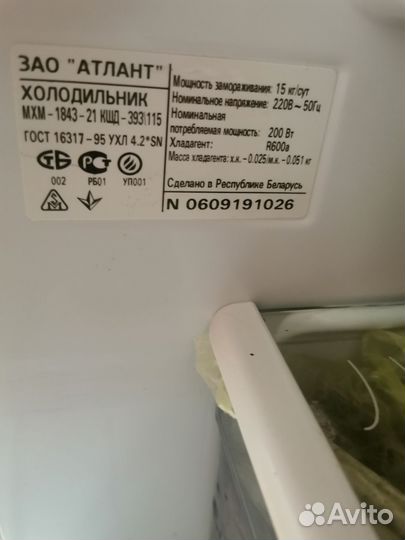 ЗАО "АТЛАНТ"
ХОЛОДИЛЬНИК
МХМ-1843-21 КШД-393/115
ГОСТ 16317-95 УХЛ 4.2*SN
002 РБ01 УП001
Мощность замораживания: 15 кг/сут
Номинальное напряжение: 220В~50Гц
Номинальная
потребляемая мощность: 200 Вт
Хладагент: R600a
Масса хладагента: х.к.-0.025/м.к.-0.051 кг
Сделано в Республике Беларусь
N 0609191026
Avito